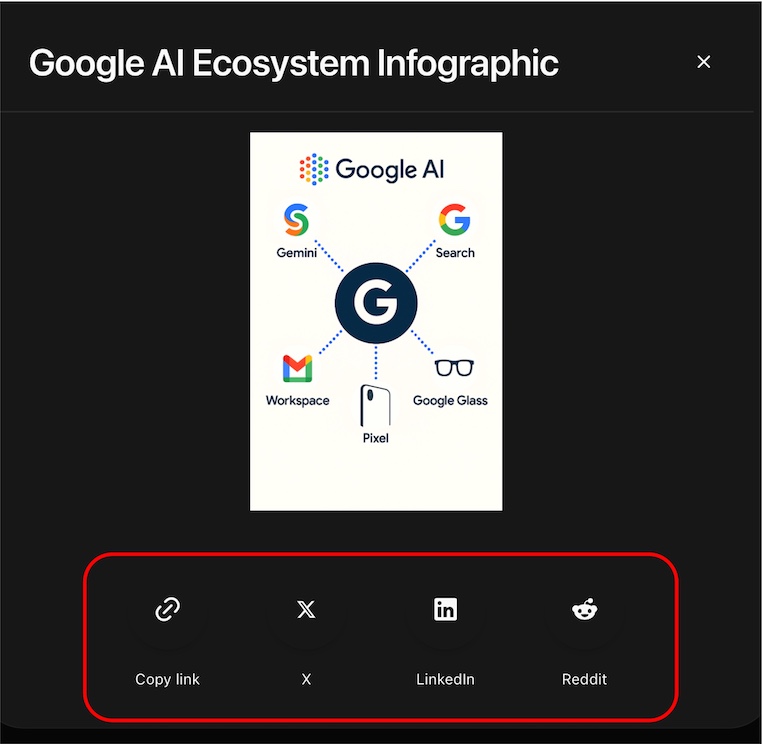 Google AI Ecosystem Infographic
Google AI
Gemini
Search
G
Workspace
Google Glass
Pixel
Copy link
X
LinkedIn
Reddit